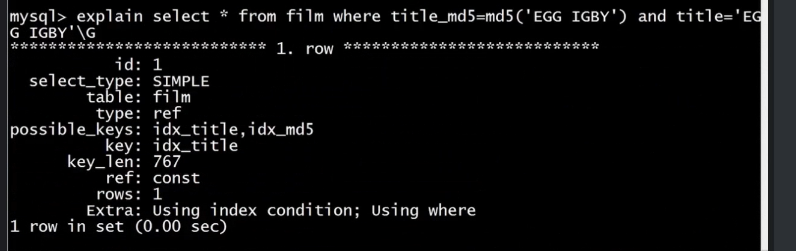 mysql> explain select * from film where title_md5=md5('EGG IGBY') and title='EG
G IGBY'\G
*************************** 1. row ***************************
id: 1
select_type: SIMPLE
table: film
type: ref
possible_keys: idx_title,idx_md5
key: idx_title
key_len: 767
ref: const
rows: 1
Extra: Using index condition; Using where
1 row in set (0.00 sec)